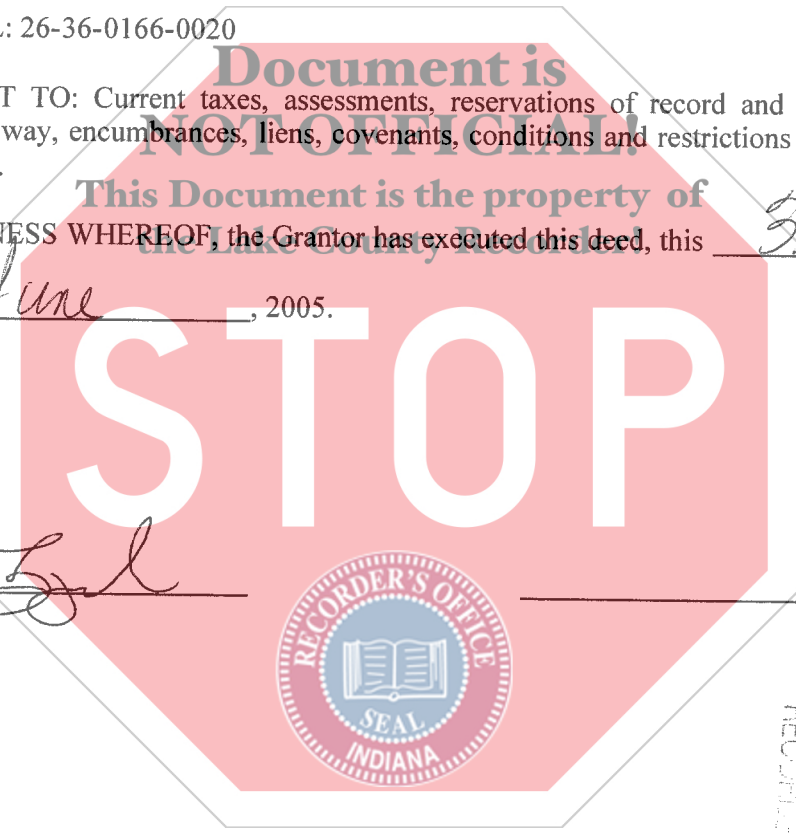 L: 26-36-0166-0020
Document is
T TO: Current taxes, assessments, reservations of record and
way, encumbrances, liens, covenants, conditions and restrictions
NOT OFFICIAL!
This Document is the property of
NESS WHEREOF, the Grantor has executed this deed, this
the Lake County Recorder!
June, 2005.
STOP
RECORDER'S OFFICE
SEAL
INDIANA